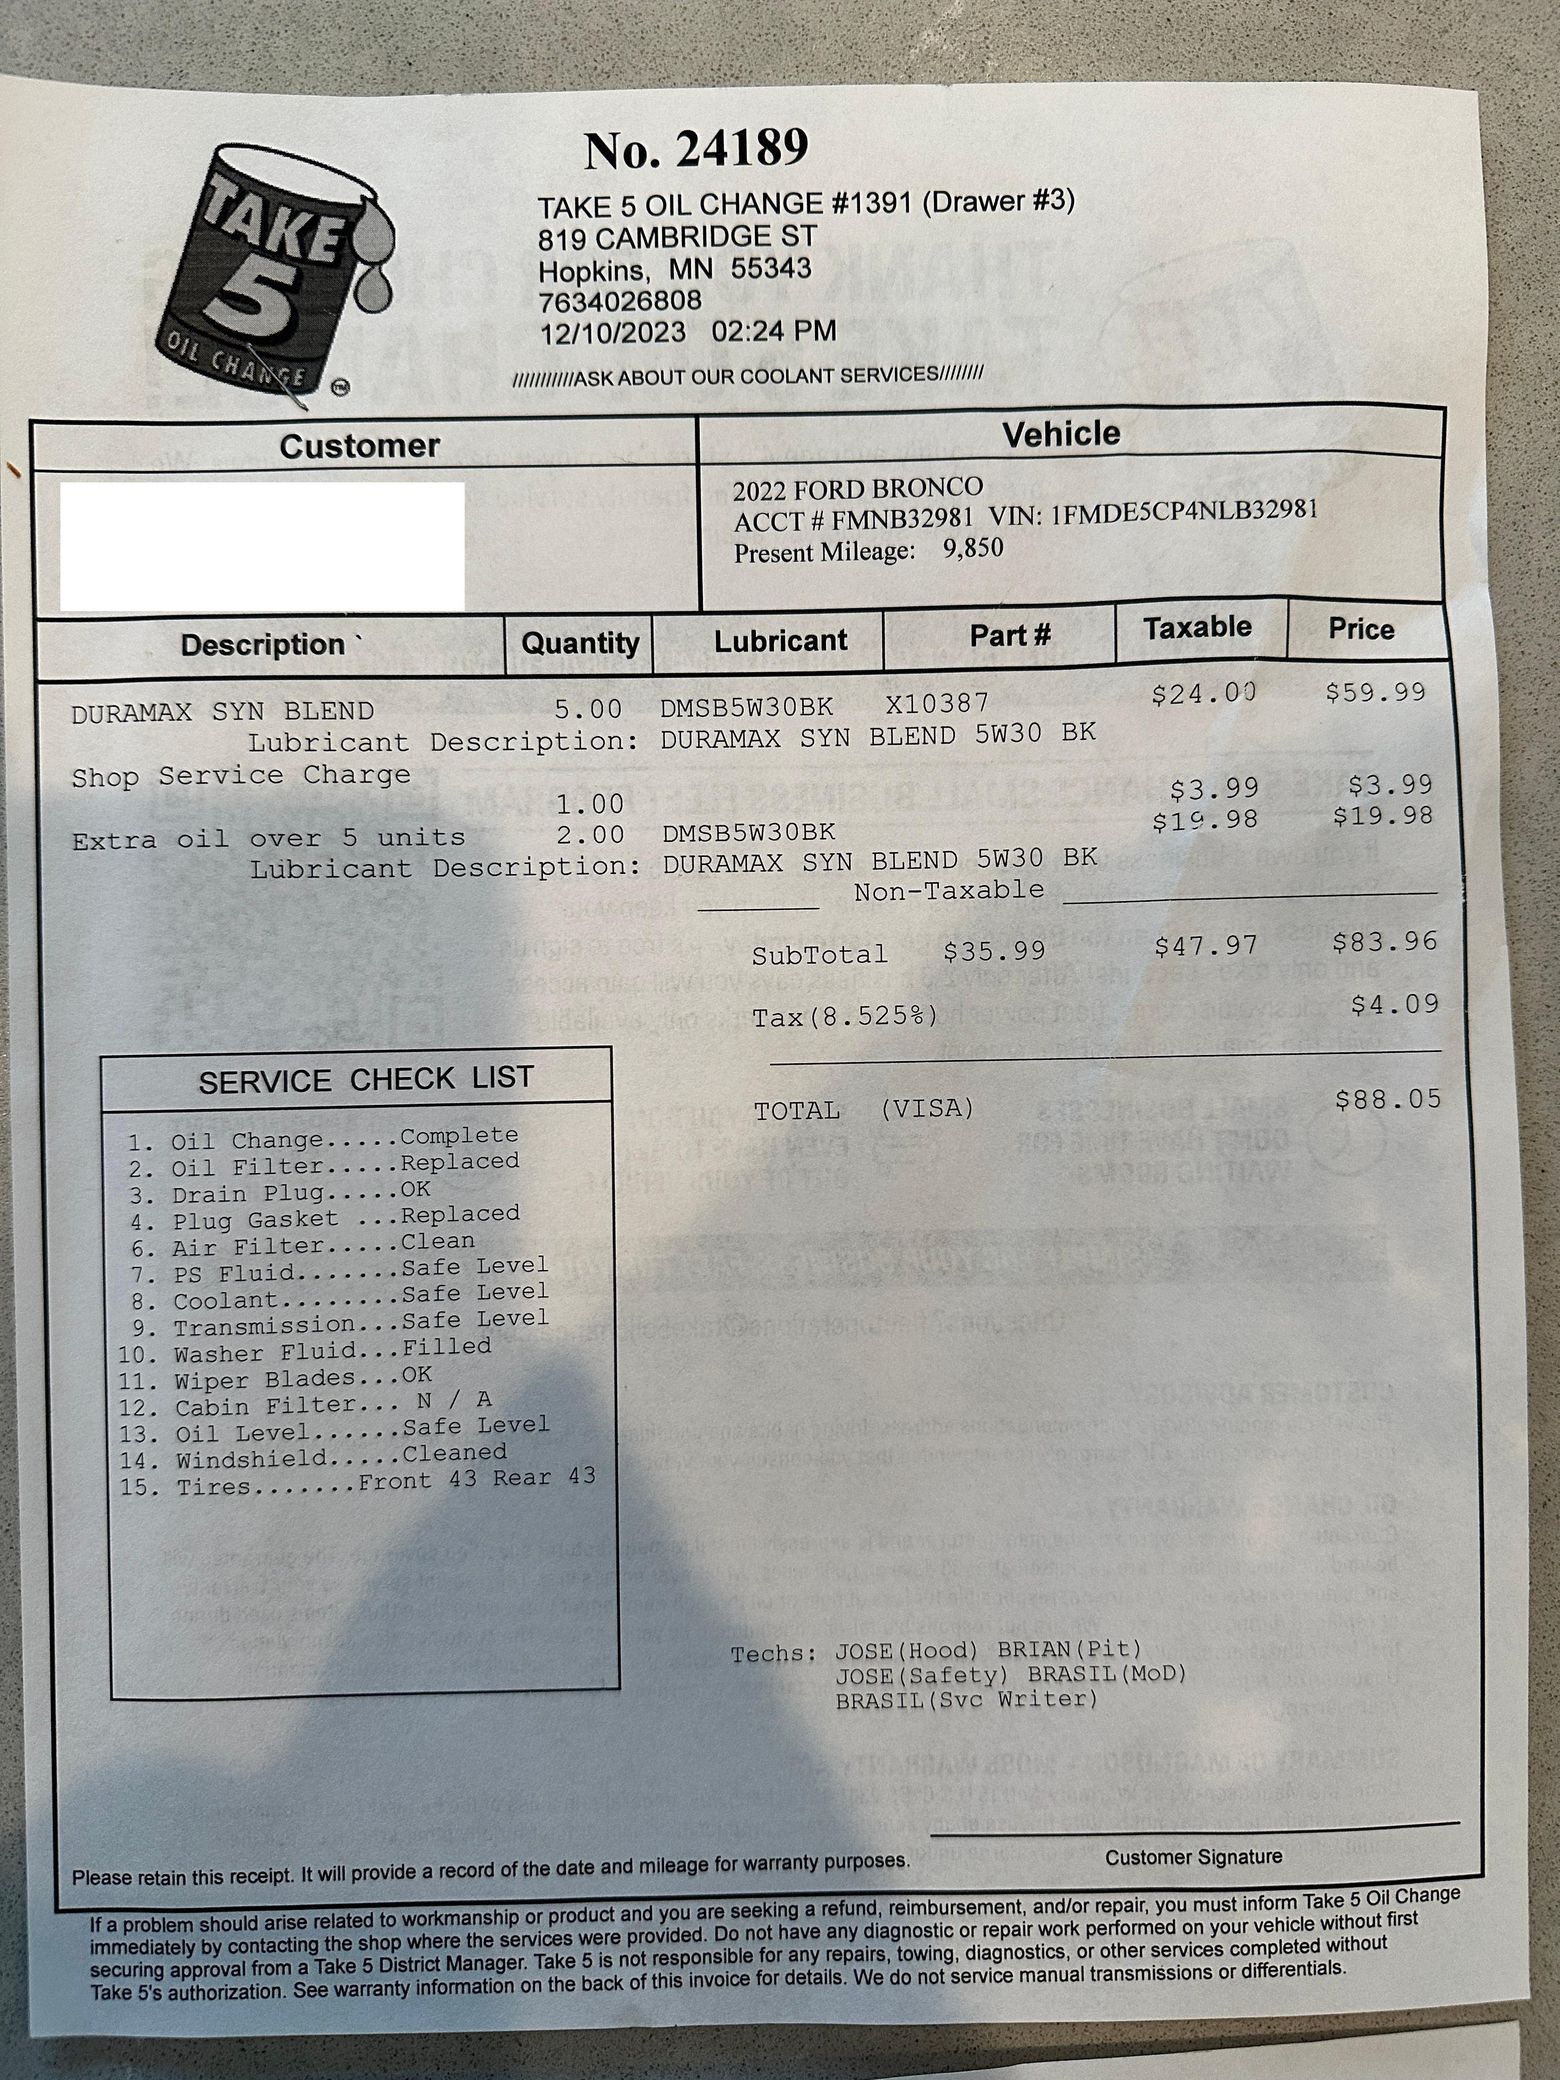 TAKE
5
OIL CHANGE
TM
No. 24189
TAKE 5 OIL CHANGE #1391 (Drawer #3)
819 CAMBRIDGE ST
Hopkins, MN 55343
7634026808
12/10/2023 02:24 PM
///////////ASK ABOUT OUR COOLANT SERVICES////////
Customer Vehicle
2022 FORD BRONCO
ACCT # FMNB32981 VIN: 1FMDE5CP4NLB32981
Present Mileage: 9,850
Description Quantity Lubricant Part # Taxable Price
DURAMAX SYN BLEND 5.00 DMSB5W30BK X10387 $24.00 $59.99
Lubricant Description: DURAMAX SYN BLEND 5W30 BK
Shop Service Charge
1.00 $3.99 $3.99
Extra oil over 5 units 2.00 DMSB5W30BK $19.98 $19.98
Lubricant Description: DURAMAX SYN BLEND 5W30 BK
Non-Taxable
SubTotal $35.99 $47.97 $83.96
Tax(8.525%) $4.09
TOTAL (VISA) $88.05
SERVICE CHECK LIST
1. Oil Change.....Complete
2. Oil Filter.....Replaced
3. Drain Plug.....OK
4. Plug Gasket ...Replaced
6. Air Filter.....Clean
7. PS Fluid.......Safe Level
8. Coolant........Safe Level
9. Transmission...Safe Level
10. Washer Fluid...Filled
11. Wiper Blades...OK
12. Cabin Filter... N / A
13. Oil Level......Safe Level
14. Windshield.....Cleaned
15. Tires.......Front 43 Rear 43
Techs: JOSE(Hood) BRIAN(Pit)
JOSE(Safety) BRASIL(MoD)
BRASIL(Svc Writer)
Customer Signature
Please retain this receipt. It will provide a record of the date and mileage for warranty purposes.
If a problem should arise related to workmanship or product and you are seeking a refund, reimbursement, and/or repair, you must inform Take 5 Oil Change
immediately by contacting the shop where the services were provided. Do not have any diagnostic or repair work performed on your vehicle without first
securing approval from a Take 5 District Manager. Take 5 is not responsible for any repairs, towing, diagnostics, or other services completed without
Take 5's authorization. See warranty information on the back of this invoice for details. We do not service manual transmissions or differentials.